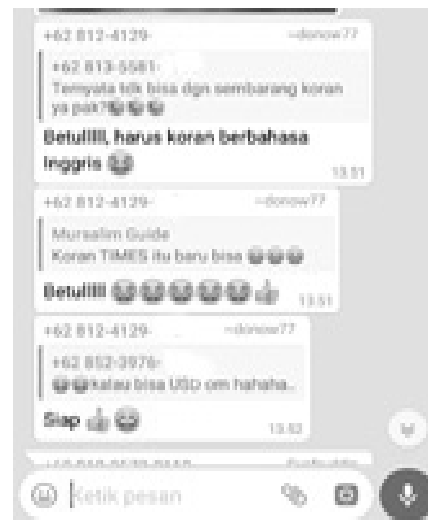 +62 812-4129- ~donow77
+62 813-5581-
Ternyata tdk bisa dgn sembarang koran
ya pak?😂😂😂
Betullll, harus koran berbahasa
Inggris 😂
13.51
+62 812-4129- ~donow77
Mursalim Guide
Koran TIMES itu baru bisa 😂😂😂
Betullll 😂😂😂😂😂👍 13.51
+62 812-4129- ~donow77
+62 852-3976-
😂😂kalau bisa USD om hahaha..
Siap 👍😂
13.52
Ketik pesan